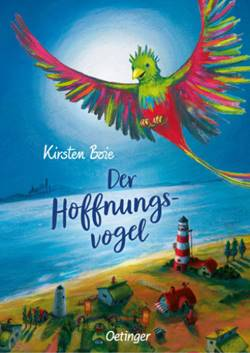 Kirsten Boie
Der
Hoffnungs-
vogel
Oetinger